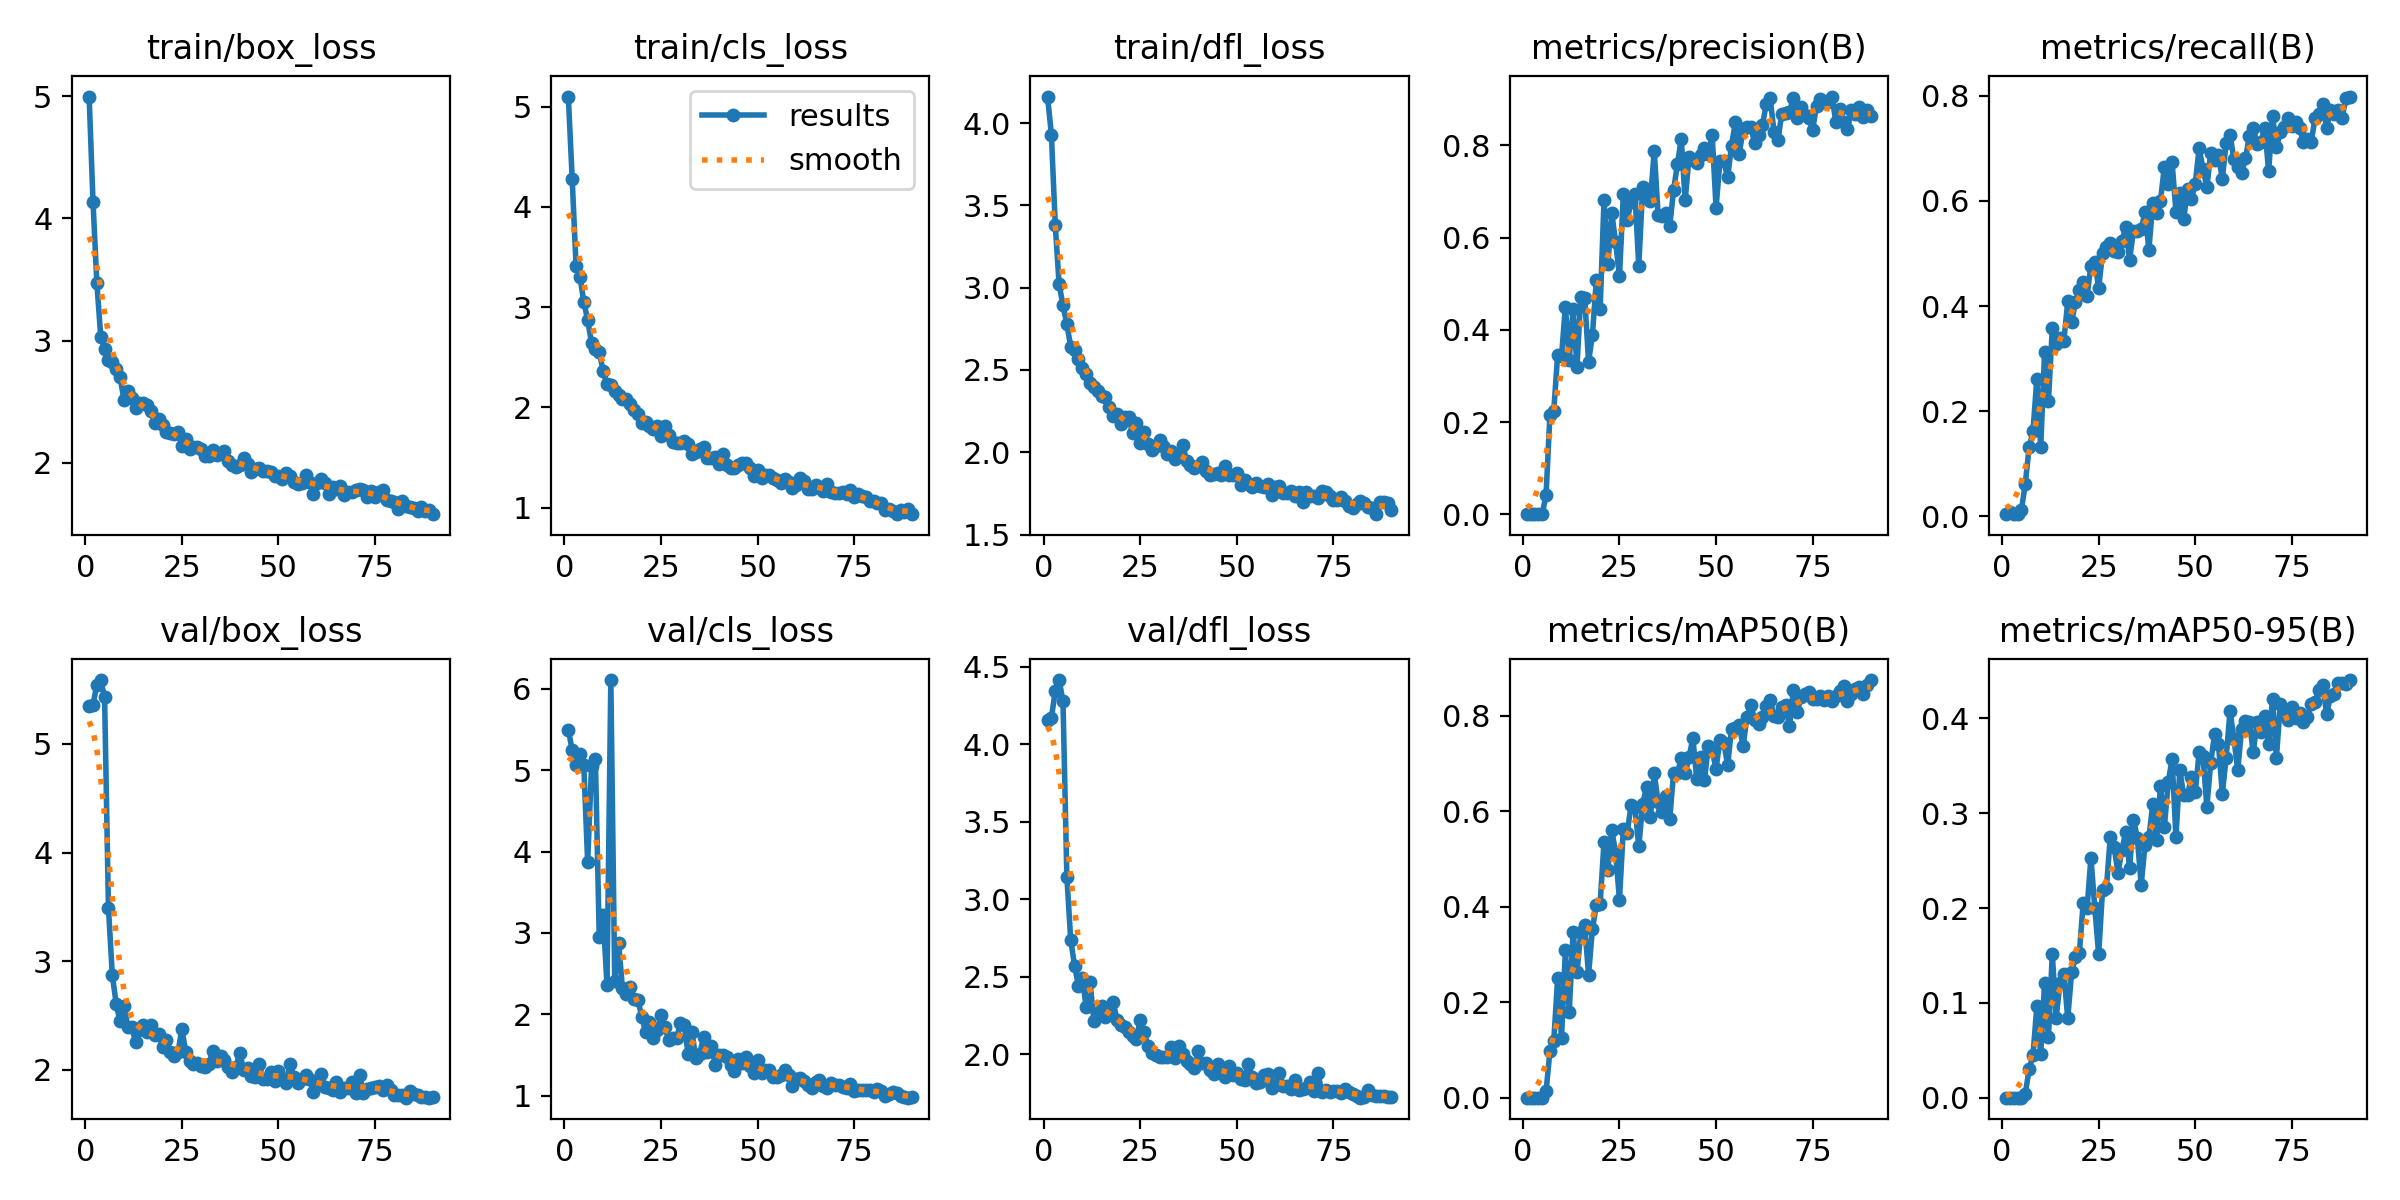 train/box_loss
5
4
3
2
0 25 50 75
train/cls_loss
results
smooth
5
4
3
2
1
0 25 50 75
train/dfl_loss
4.0
3.5
3.0
2.5
2.0
1.5
0 25 50 75
metrics/precision(B)
0.8
0.6
0.4
0.2
0.0
0 25 50 75
metrics/recall(B)
0.8
0.6
0.4
0.2
0.0
0 25 50 75
val/box_loss
5
4
3
2
0 25 50 75
val/cls_loss
6
5
4
3
2
1
0 25 50 75
val/dfl_loss
4.5
4.0
3.5
3.0
2.5
2.0
0 25 50 75
metrics/mAP50(B)
0.8
0.6
0.4
0.2
0.0
0 25 50 75
metrics/mAP50-95(B)
0.4
0.3
0.2
0.1
0.0
0 25 50 75